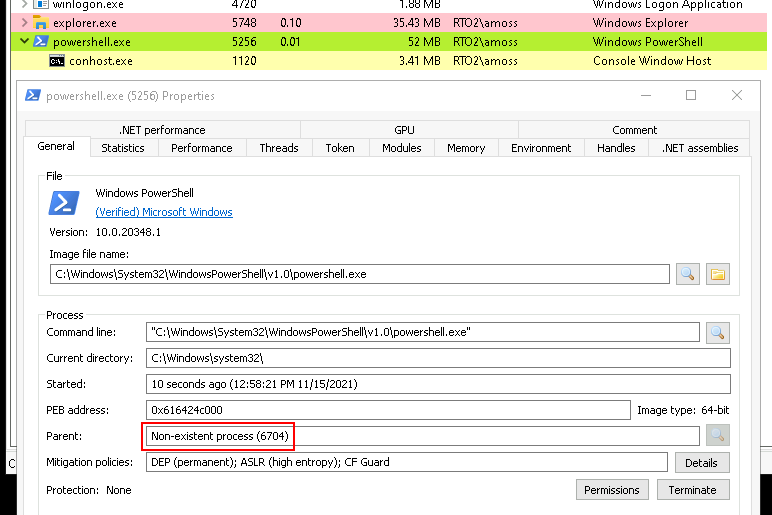 winlogon.exe 4720 1.88 MB Windows Logon Application
explorer.exe 5748 0.10 35.43 MB RTO2\amoss Windows Explorer
powershell.exe 5256 0.01 52 MB RTO2\amoss Windows PowerShell
conhost.exe 1120 3.41 MB RTO2\amoss Console Window Host
powershell.exe (5256) Properties
.NET performance GPU Comment
General Statistics Performance Threads Token Modules Memory Environment Handles .NET assemblies
File
Windows PowerShell
(Verified) Microsoft Windows
Version: 10.0.20348.1
Image file name:
C:\Windows\System32\WindowsPowerShell\v1.0\powershell.exe
Process
Command line: "C:\Windows\System32\WindowsPowerShell\v1.0\powershell.exe"
Current directory: C:\Windows\system32\
Started: 10 seconds ago (12:58:21 PM 11/15/2021)
PEB address: 0x616424c000 Image type: 64-bit
Parent: Non-existent process (6704)
Mitigation policies: DEP (permanent); ASLR (high entropy); CF Guard Details
Protection: None Permissions Terminate